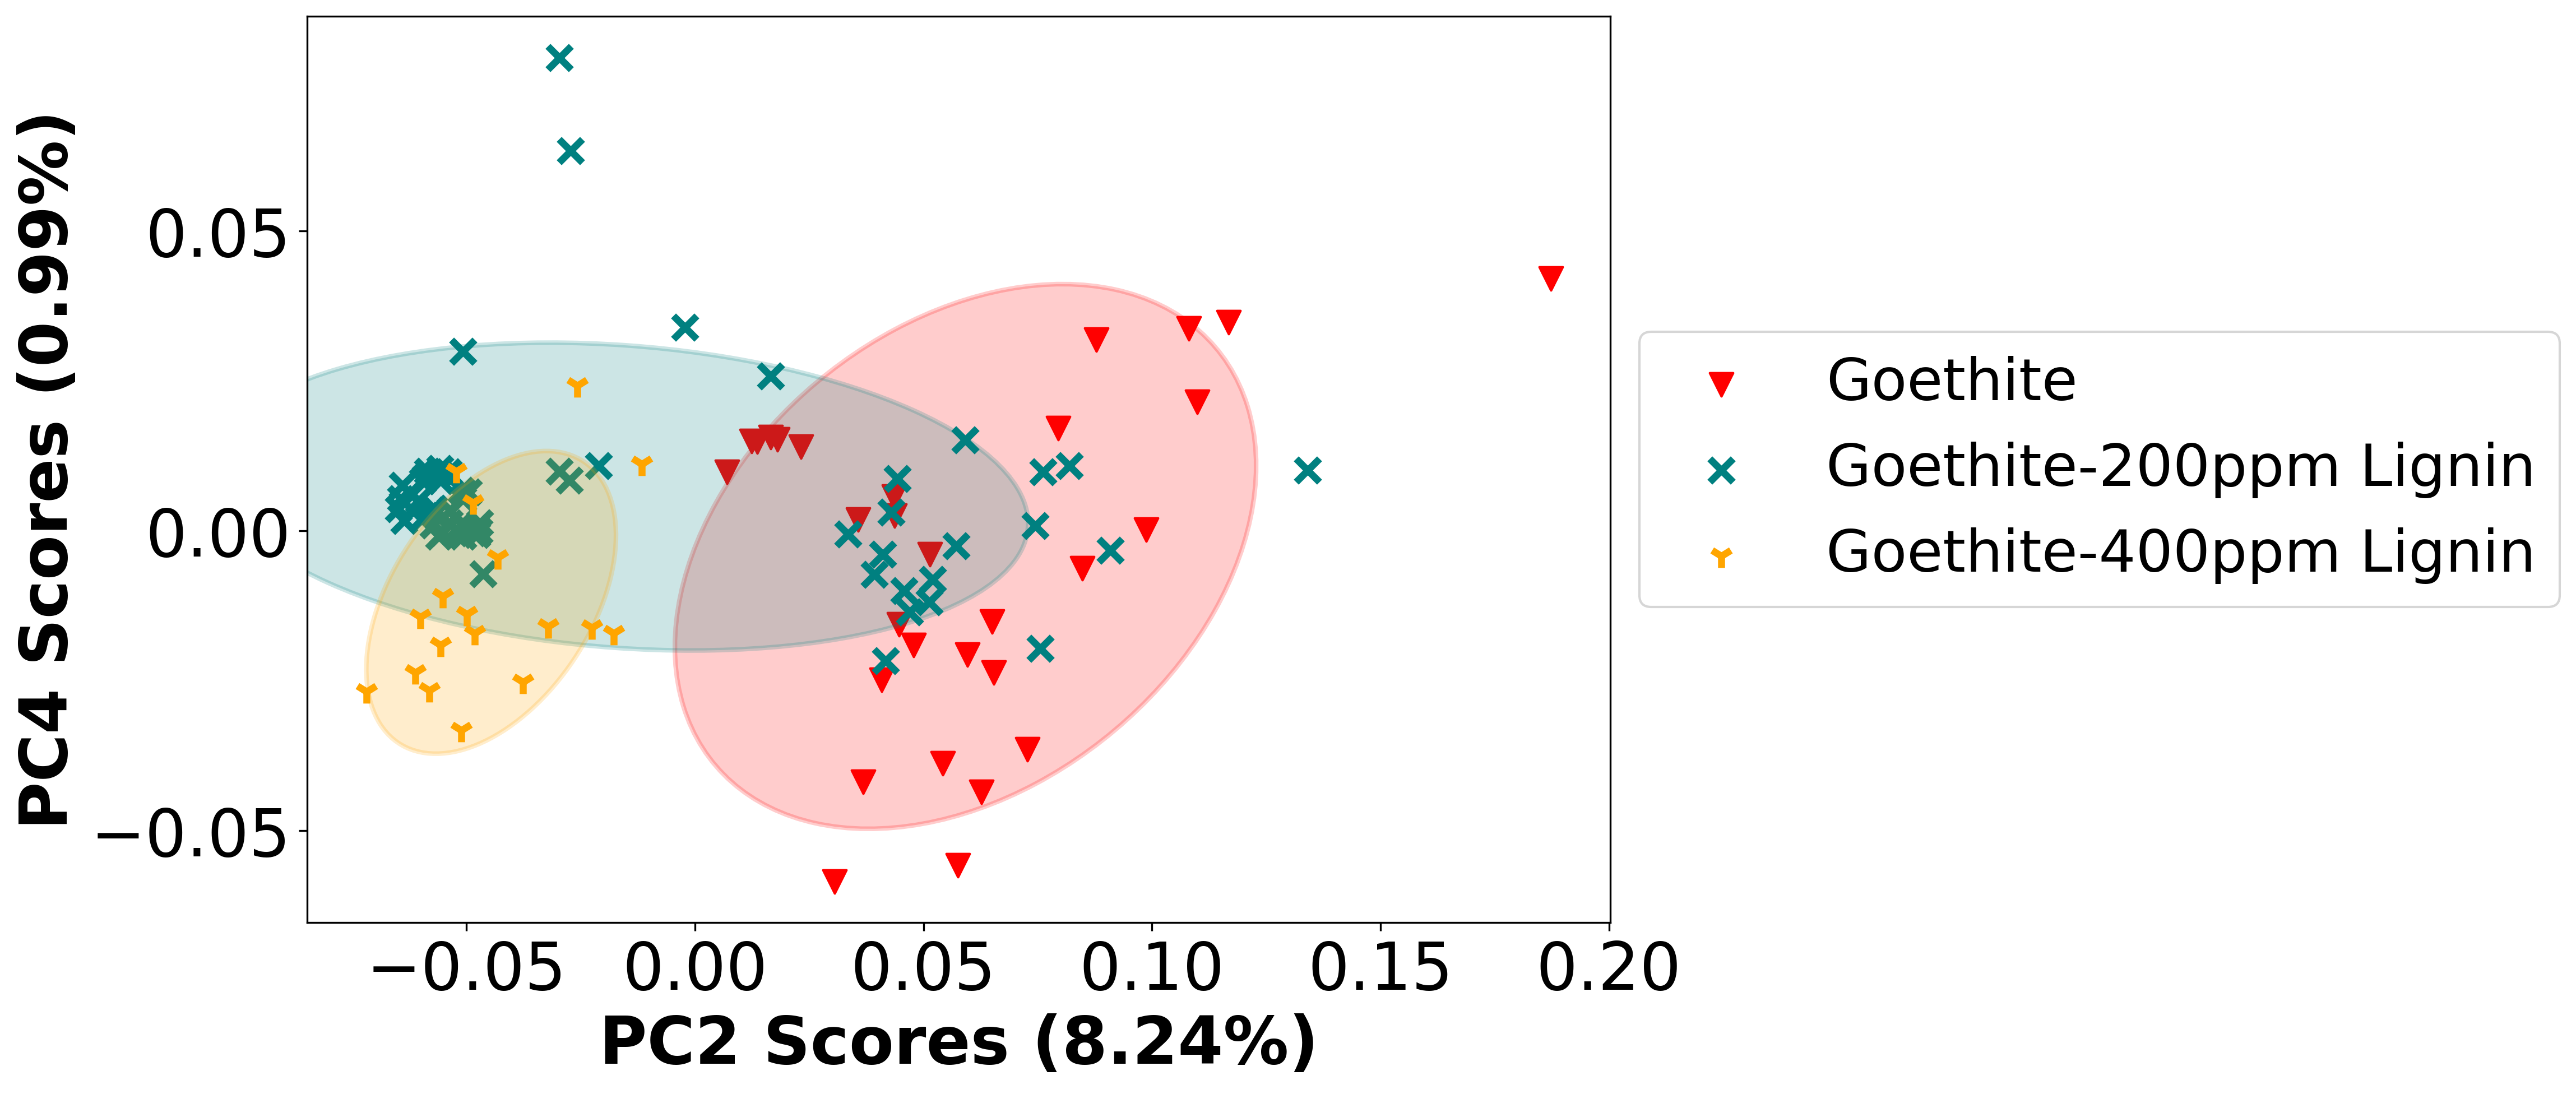 PC4 Scores (0.99%)
0.05
0.00
−0.05
−0.05 0.00 0.05 0.10 0.15 0.20
PC2 Scores (8.24%)
Goethite
Goethite-200ppm Lignin
Goethite-400ppm Lignin